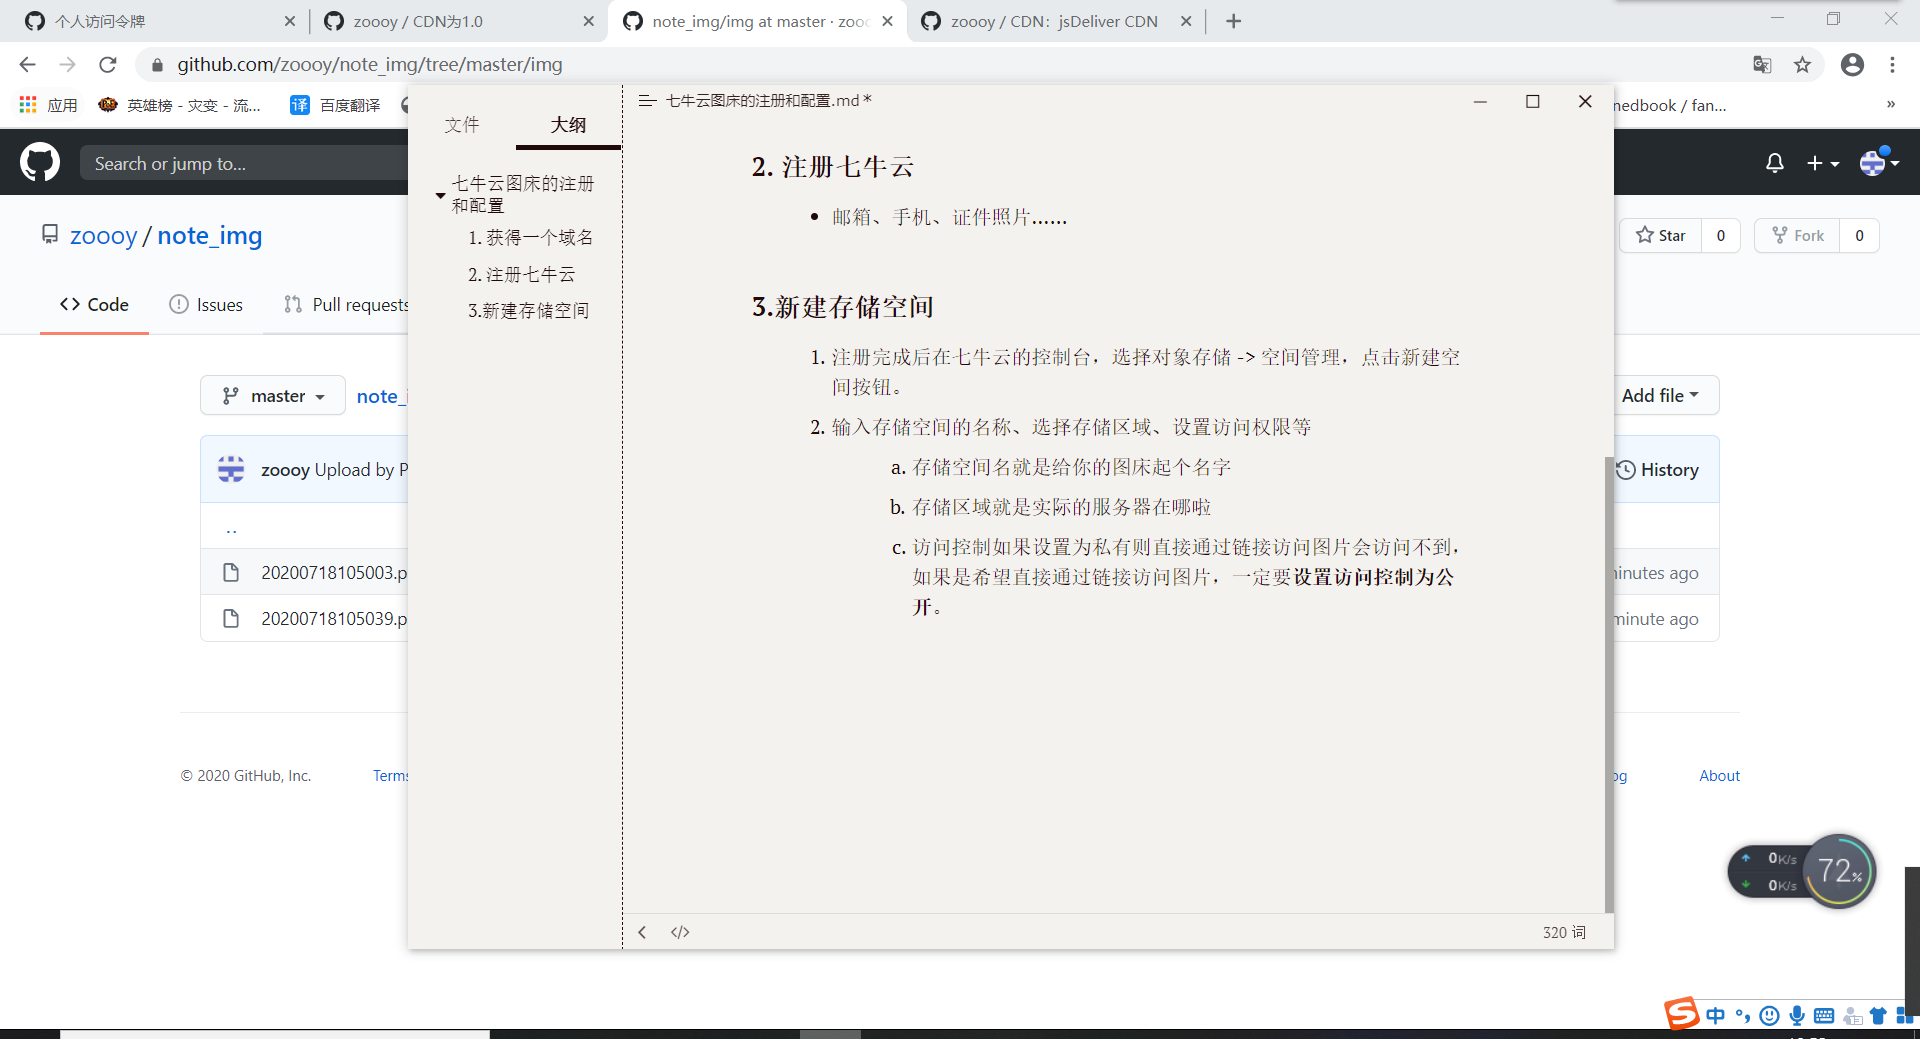 个人访问令牌
zoooy / CDN为1.0
note_img/img at master · zooo
zoooy / CDN：jsDeliver CDN
github.com/zoooy/note_img/tree/master/img
应用
英雄榜 - 灾变 - 流...
译 百度翻译
nedbook / fan...
»
七牛云图床的注册和配置.md *
文件
大纲
Search or jump to...
七牛云图床的注册
和配置
1. 获得一个域名
2. 注册七牛云
3.新建存储空间
zoooy / note_img
Star 0
Fork 0
Code
Issues
Pull requests
master
note_i
Add file
zoooy Upload by P
History
..
20200718105003.p
inutes ago
20200718105039.p
minute ago
2. 注册七牛云
• 邮箱、手机、证件照片......
3.新建存储空间
1. 注册完成后在七牛云的控制台，选择对象存储 -> 空间管理，点击新建空
间按钮。
2. 输入存储空间的名称、选择存储区域、设置访问权限等
a. 存储空间名就是给你的图床起个名字
b. 存储区域就是实际的服务器在哪啦
c. 访问控制如果设置为私有则直接通过链接访问图片会访问不到，
如果是希望直接通过链接访问图片，一定要设置访问控制为公
开。
© 2020 GitHub, Inc.
Terms
og
About
0K/s
0K/s
72%
</>
320 词
S 中